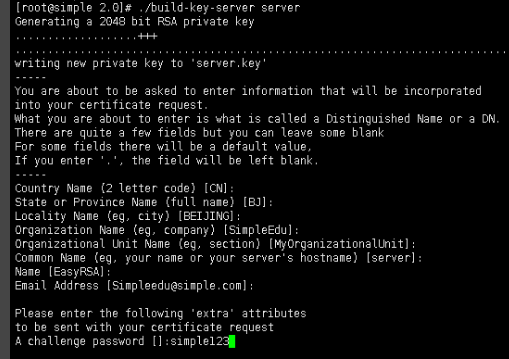 [root@simple 2.0]# ./build-key-server server
Generating a 2048 bit RSA private key
..................+++
................................................................................
writing new private key to 'server.key'
-----
You are about to be asked to enter information that will be incorporated
into your certificate request.
What you are about to enter is what is called a Distinguished Name or a DN.
There are quite a few fields but you can leave some blank
For some fields there will be a default value,
If you enter '.', the field will be left blank.
-----
Country Name (2 letter code) [CN]:
State or Province Name (full name) [BJ]:
Locality Name (eg, city) [BEIJING]:
Organization Name (eg, company) [SimpleEdu]:
Organizational Unit Name (eg, section) [MyOrganizationalUnit]:
Common Name (eg, your name or your server's hostname) [server]:
Name [EasyRSA]:
Email Address [Simpleedu@simple.com]:
Please enter the following 'extra' attributes
to be sent with your certificate request
A challenge password []:simple123